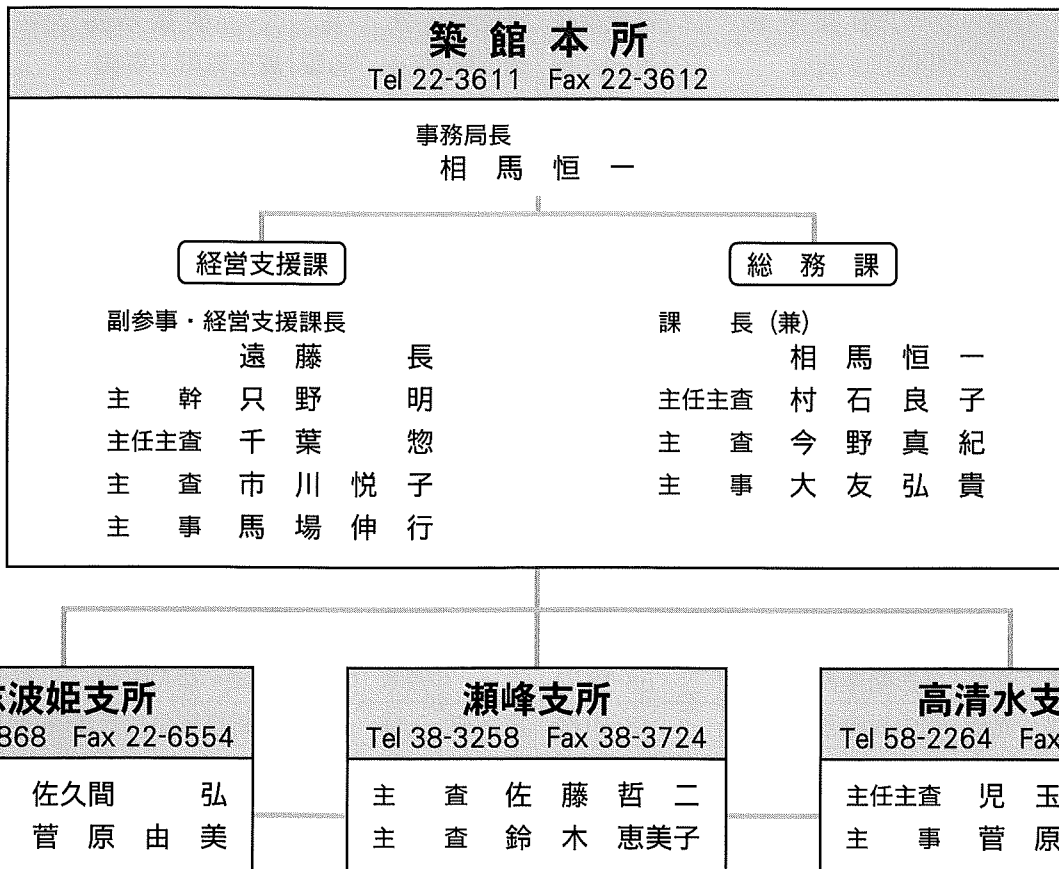 築館本所
Tel 22-3611 Fax 22-3612
事務局長
相馬恒一
経営支援課
副参事・経営支援課長
遠藤 長
主幹 只野 明
主任主査 千葉 惣
主査 市川悦子
主事 馬場伸行
総務課
課長(兼)
相馬恒一
主任主査 村石良子
主査 今野真紀
主事 大友弘貴
波姫支所
868 Fax 22-6554
佐久間 弘
菅原由美
瀬峰支所
Tel 38-3258 Fax 38-3724
主査 佐藤哲二
主査 鈴木恵美子
高清水支
Tel 58-2264 Fax
主任主査 児玉
主事 菅原